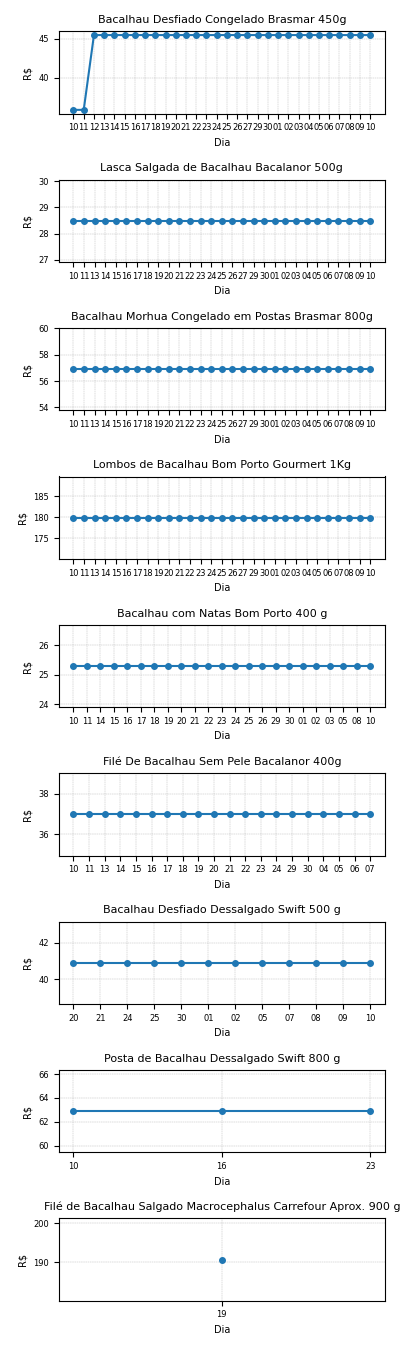 Bacalhau Desfiado Congelado Brasmar 450g
45
40
R$
10 11 12 13 14 15 16 17 18 19 20 21 22 23 24 25 26 27 29 30 01 02 03 04 05 06 07 08 09 10
Dia
Lasca Salgada de Bacalhau Bacalanor 500g
30
29
28
27
R$
10 11 13 14 15 16 17 18 19 20 21 22 23 24 25 26 27 29 30 01 02 03 04 05 06 07 08 09 10
Dia
Bacalhau Morhua Congelado em Postas Brasmar 800g
60
58
56
54
R$
10 11 13 14 15 16 17 18 19 20 21 22 23 24 25 26 27 29 30 01 02 03 04 05 06 07 08 09 10
Dia
Lombos de Bacalhau Bom Porto Gourmert 1Kg
185
180
175
R$
10 11 13 14 15 16 17 18 19 20 21 22 23 24 25 26 27 29 30 01 02 03 04 05 06 07 08 09 10
Dia
Bacalhau com Natas Bom Porto 400 g
26
25
24
R$
10 11 14 15 16 17 18 19 20 21 22 23 24 25 26 29 30 01 02 03 05 08 10
Dia
Filé De Bacalhau Sem Pele Bacalanor 400g
38
36
R$
10 11 13 14 15 16 17 18 19 20 21 22 23 24 29 30 04 05 06 07
Dia
Bacalhau Desfiado Dessalgado Swift 500 g
42
40
R$
20 21 24 25 30 01 02 05 07 08 09 10
Dia
Posta de Bacalhau Dessalgado Swift 800 g
66
64
62
60
R$
10 16 23
Dia
Filé de Bacalhau Salgado Macrocephalus Carrefour Aprox. 900 g
200
190
R$
19
Dia